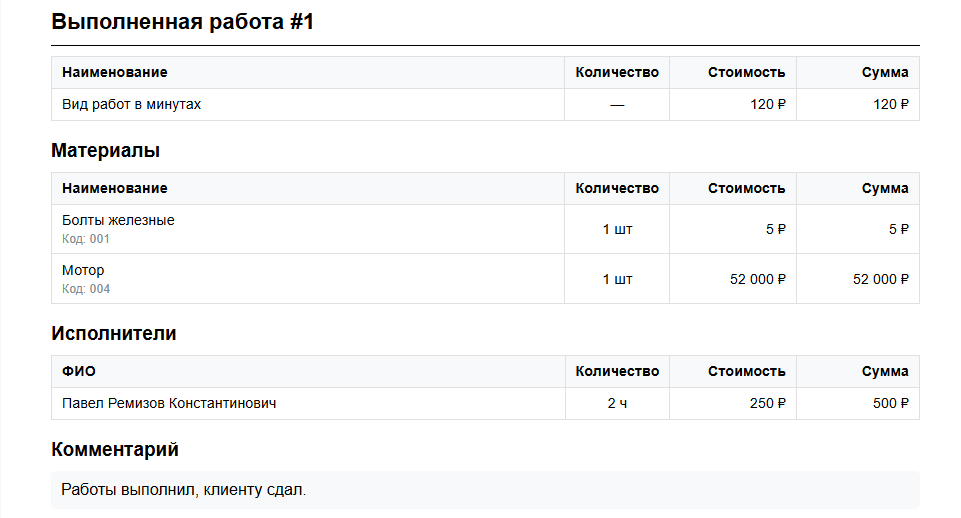 Выполненная работа #1
Наименование Количество Стоимость Сумма
Вид работ в минутах — 120 ₽ 120 ₽
Материалы
Наименование Количество Стоимость Сумма
Болты железные
Код: 001
1 шт 5 ₽ 5 ₽
Мотор
Код: 004
1 шт 52 000 ₽ 52 000 ₽
Исполнители
ФИО Количество Стоимость Сумма
Павел Ремизов Константинович 2 ч 250 ₽ 500 ₽
Комментарий
Работы выполнил, клиенту сдал.